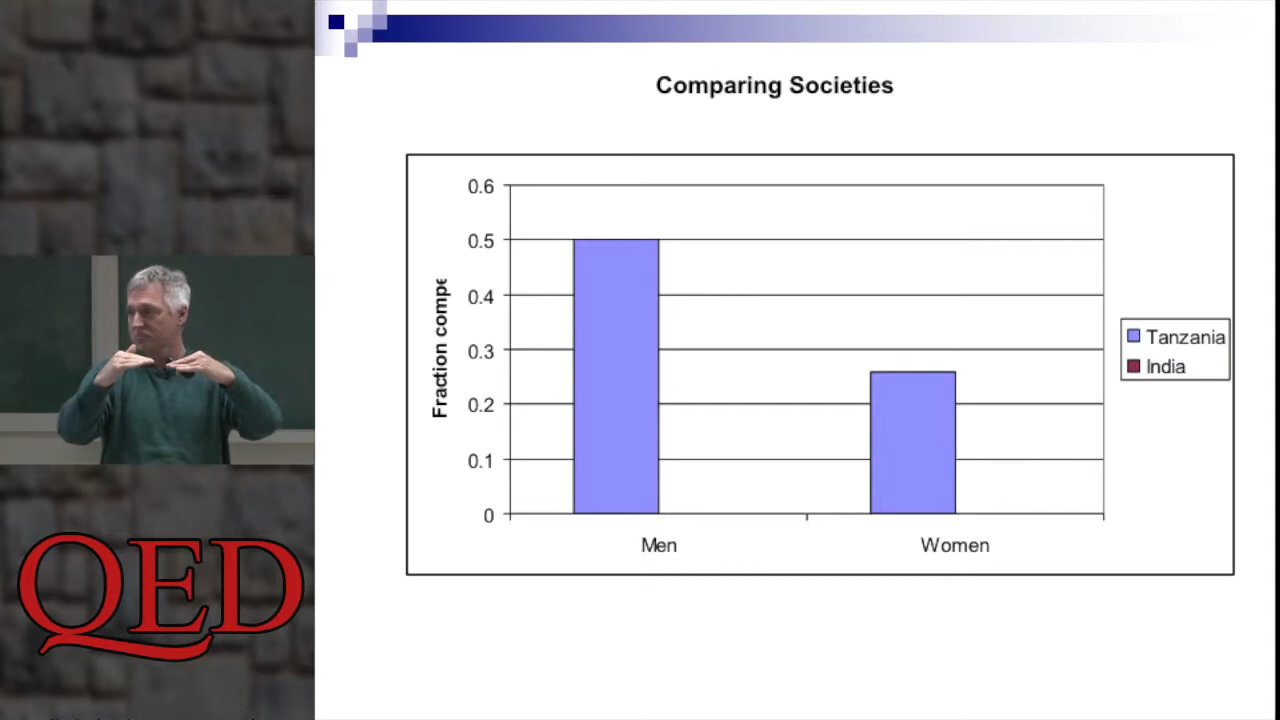 Comparing Societies
0.6
0.5
0.4
0.3
0.2
0.1
0
Fraction compe
Men
Women
Tanzania
India
QED